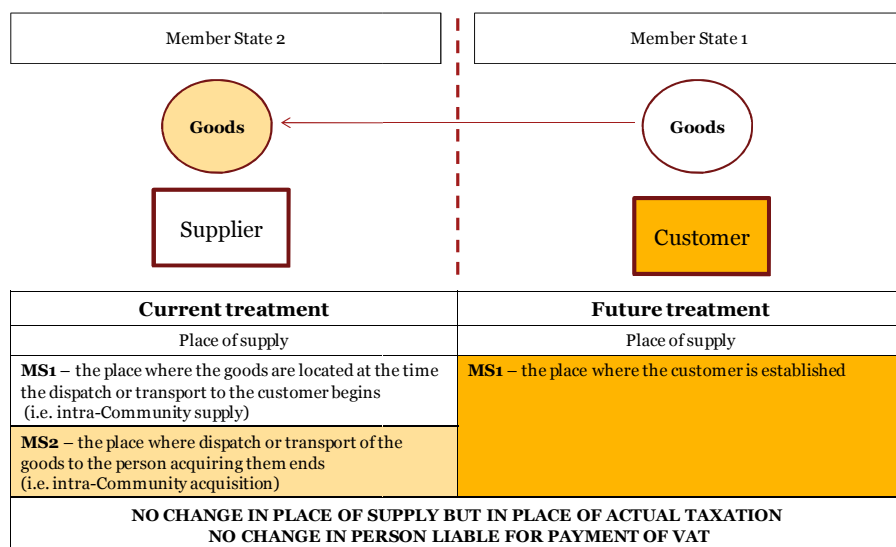 Member State 2
Member State 1
Goods
Goods
Supplier
Customer
Current treatment
Future treatment
Place of supply
Place of supply
MS1 – the place where the goods are located at the time
the dispatch or transport to the customer begins
(i.e. intra-Community supply)
MS1 – the place where the customer is established
MS2 – the place where dispatch or transport of the
goods to the person acquiring them ends
(i.e. intra-Community acquisition)
NO CHANGE IN PLACE OF SUPPLY BUT IN PLACE OF ACTUAL TAXATION
NO CHANGE IN PERSON LIABLE FOR PAYMENT OF VAT